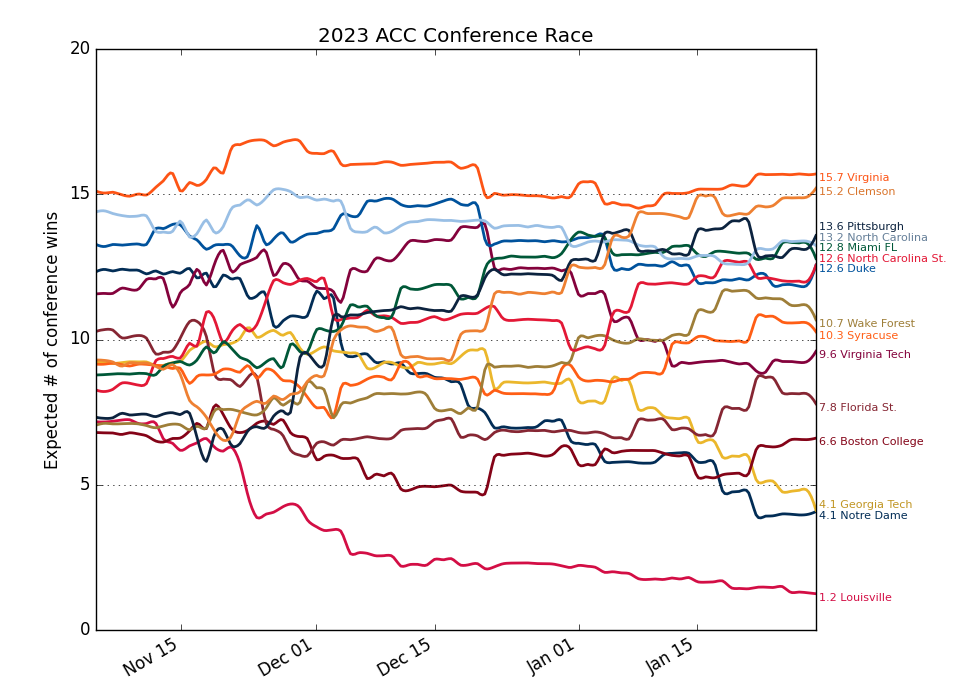 2023 ACC Conference Race
Expected # of conference wins
20
15
10
5
0
Nov 15
Dec 01
Dec 15
Jan 01
Jan 15
15.7 Virginia
15.2 Clemson
13.6 Pittsburgh
13.2 North Carolina
12.8 Miami FL
12.6 North Carolina St.
12.6 Duke
10.7 Wake Forest
10.3 Syracuse
9.6 Virginia Tech
7.8 Florida St.
6.6 Boston College
4.1 Georgia Tech
4.1 Notre Dame
1.2 Louisville